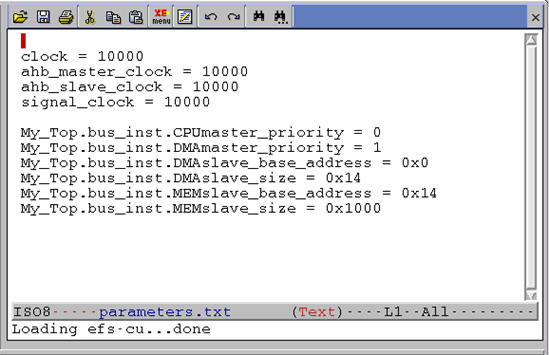 XE
menu
clock = 10000
ahb_master_clock = 10000
ahb_slave_clock = 10000
signal_clock = 10000
My_Top.bus_inst.CPUmaster_priority = 0
My_Top.bus_inst.DMAmaster_priority = 1
My_Top.bus_inst.DMAslave_base_address = 0x0
My_Top.bus_inst.DMAslave_size = 0x14
My_Top.bus_inst.MEMslave_base_address = 0x14
My_Top.bus_inst.MEMslave_size = 0x1000
ISO8-----parameters.txt      (Text)----L1--All---------
Loading efs-cu...done